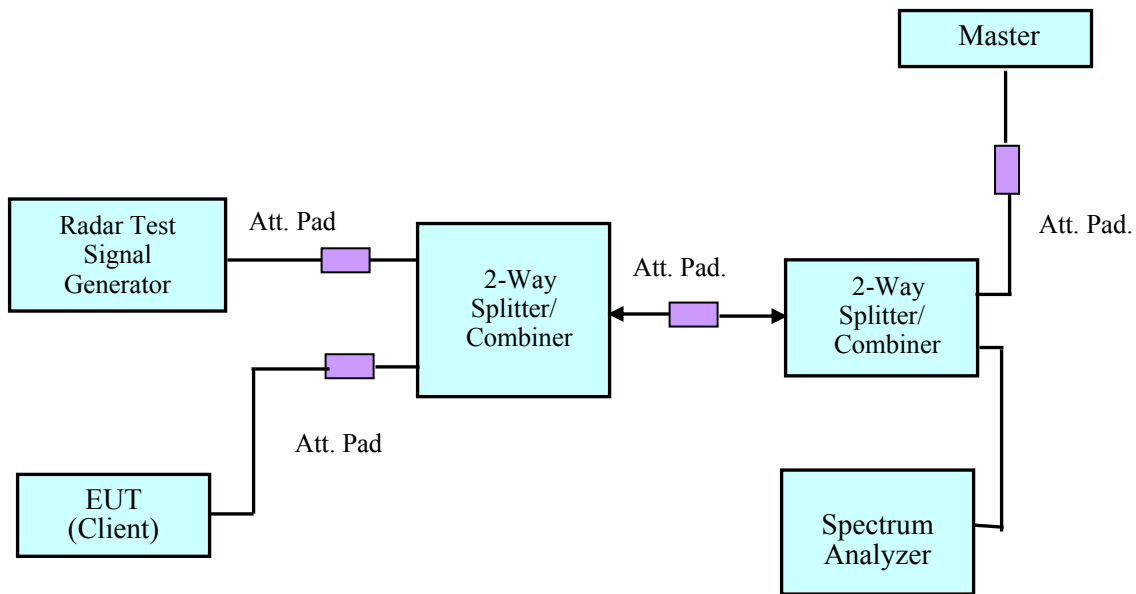 Master
Radar Test
Signal
Generator
Att. Pad
2-Way
Splitter/
Combiner
Att. Pad.
2-Way
Splitter/
Combiner
Att. Pad.
Att. Pad
EUT
(Client)
Spectrum
Analyzer